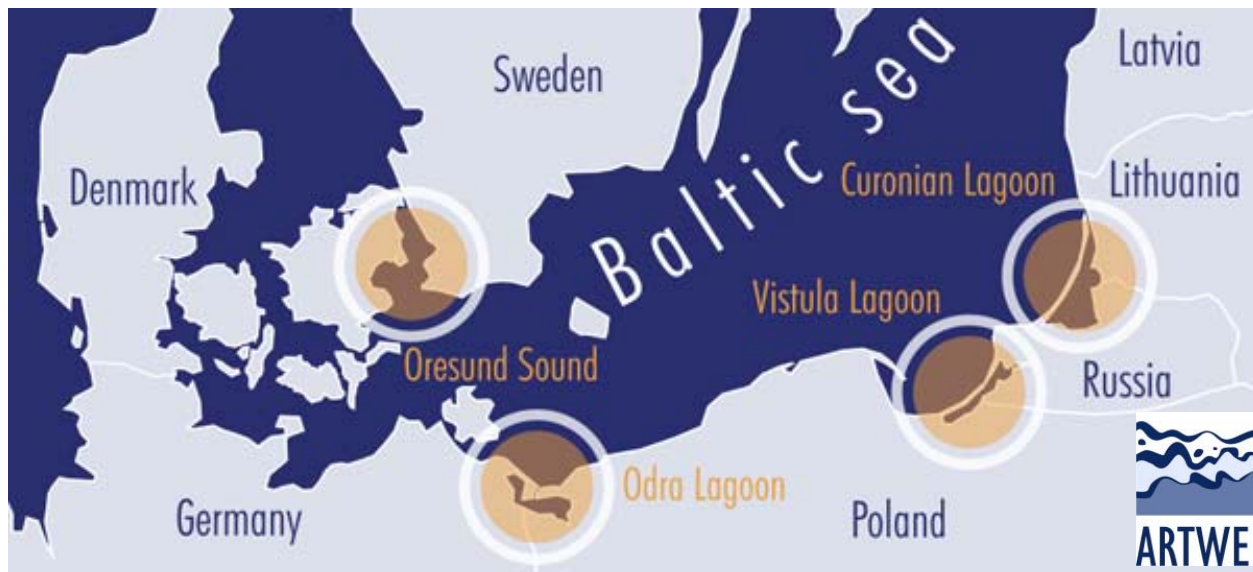 Sweden
Latvia
Baltic sea
Denmark
Curonian Lagoon
Lithuania
Vistula Lagoon
Oresund Sound
Russia
Odra Lagoon
Germany
Poland
ARTWE